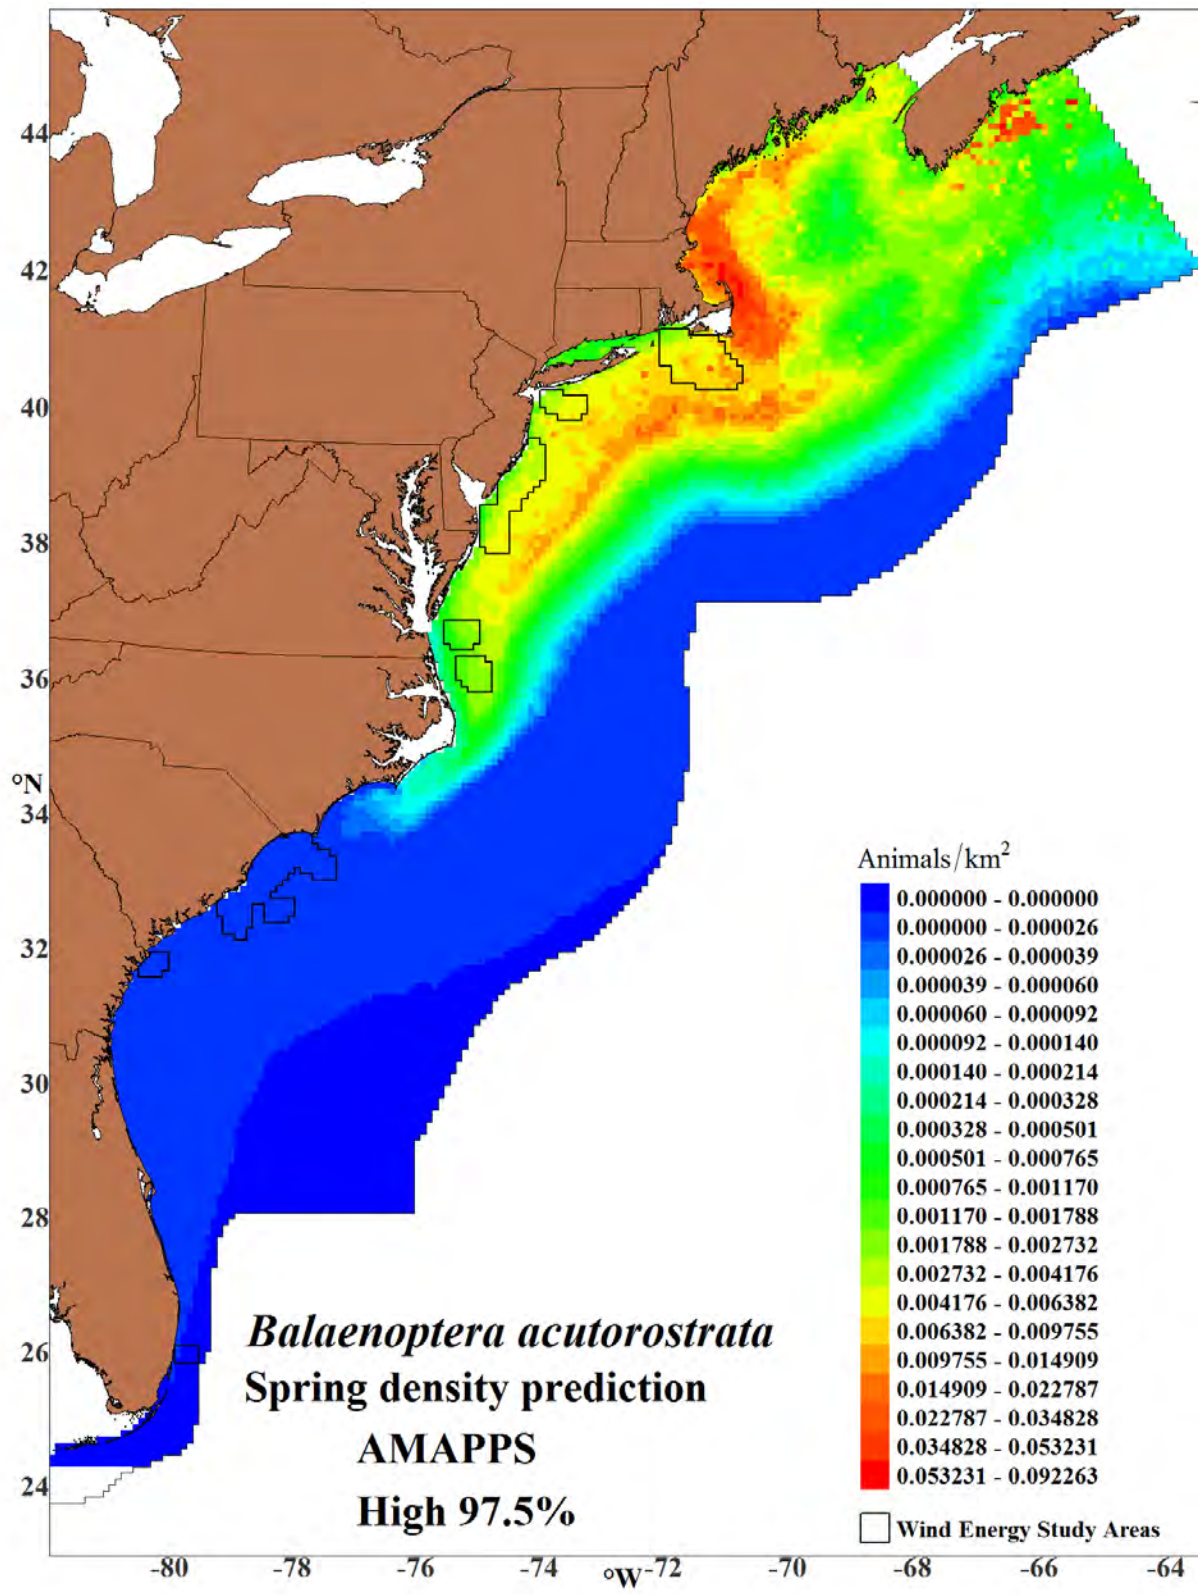 44
42
40
38
36
°N
34
32
30
28
26
24
Animals/km²
0.000000 - 0.000000
0.000000 - 0.000026
0.000026 - 0.000039
0.000039 - 0.000060
0.000060 - 0.000092
0.000092 - 0.000140
0.000140 - 0.000214
0.000214 - 0.000328
0.000328 - 0.000501
0.000501 - 0.000765
0.000765 - 0.001170
0.001170 - 0.001788
0.001788 - 0.002732
0.002732 - 0.004176
0.004176 - 0.006382
0.006382 - 0.009755
0.009755 - 0.014909
0.014909 - 0.022787
0.022787 - 0.034828
0.034828 - 0.053231
0.053231 - 0.092263
Wind Energy Study Areas
Balaenoptera acutorostrata
Spring density prediction
AMAPPS
High 97.5%
-80 -78 -76 -74 °W -72 -70 -68 -66 -64